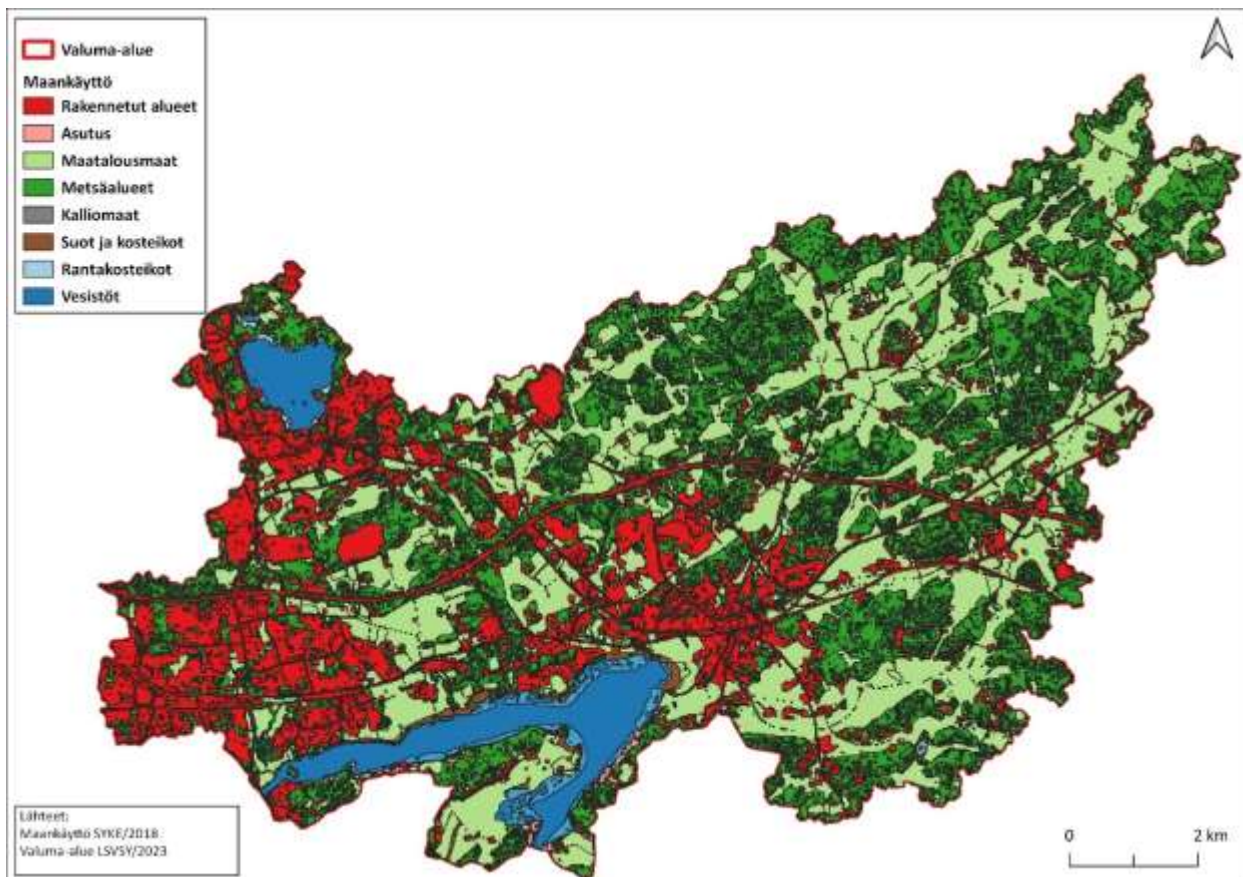 Valuma-alue
Maankäyttö
Rakennetut alueet
Asutus
Maatalousmaat
Metsäalueet
Kalliomaat
Suot ja kosteikot
Rantakosteikot
Vesistöt
Lähteet:
Maankäyttö SYKE/2018
Valuma-alue LSVSY/2023
0 2 km